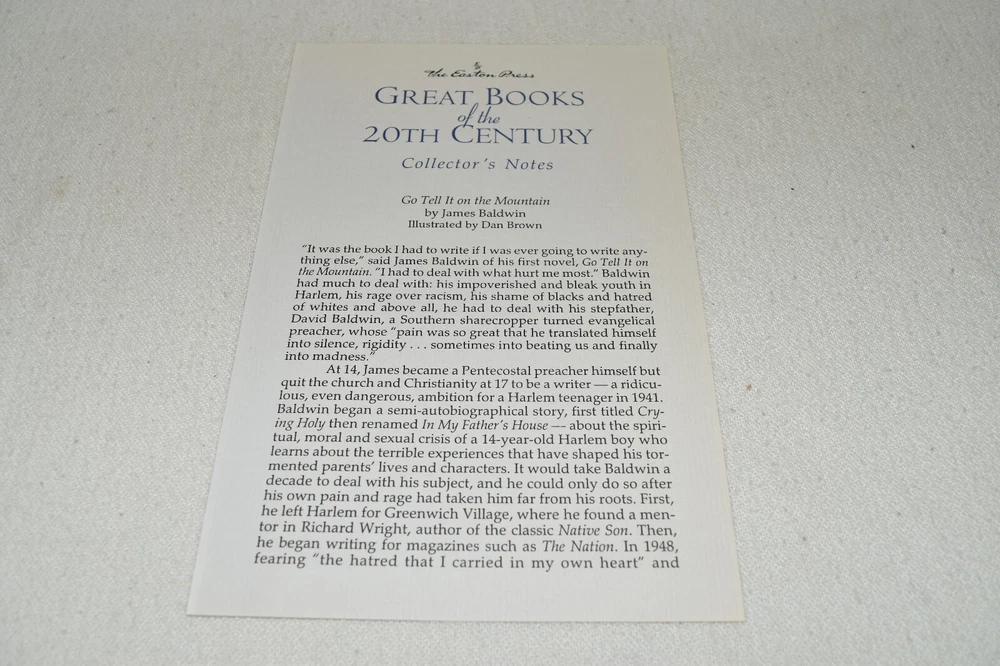 The Easton Press
GREAT BOOKS
of the
20TH CENTURY
Collector's Notes
Go Tell It on the Mountain
by James Baldwin
Illustrated by Dan Brown
"It was the book I had to write if I was ever going to write any-
thing else," said James Baldwin of his first novel, Go Tell It on
the Mountain. "I had to deal with what hurt me most." Baldwin
had much to deal with: his impoverished and bleak youth in
Harlem, his rage over racism, his shame of blacks and hatred
of whites and above all, he had to deal with his stepfather,
David Baldwin, a Southern sharecropper turned evangelical
preacher, whose "pain was so great that he translated himself
into silence, rigidity . . . sometimes into beating us and finally
into madness."
At 14, James became a Pentecostal preacher himself but
quit the church and Christianity at 17 to be a writer — a ridicu-
lous, even dangerous, ambition for a Harlem teenager in 1941.
Baldwin began a semi-autobiographical story, first titled Cry-
ing Holy then renamed In My Father's House — about the spiri-
tual, moral and sexual crisis of a 14-year-old Harlem boy who
learns about the terrible experiences that have shaped his tor-
mented parents' lives and characters. It would take Baldwin a
decade to deal with his subject, and he could only do so after
his own pain and rage had taken him far from his roots. First,
he left Harlem for Greenwich Village, where he found a men-
tor in Richard Wright, author of the classic Native Son. Then,
he began writing for magazines such as The Nation. In 1948,
fearing "the hatred that I carried in my own heart" and